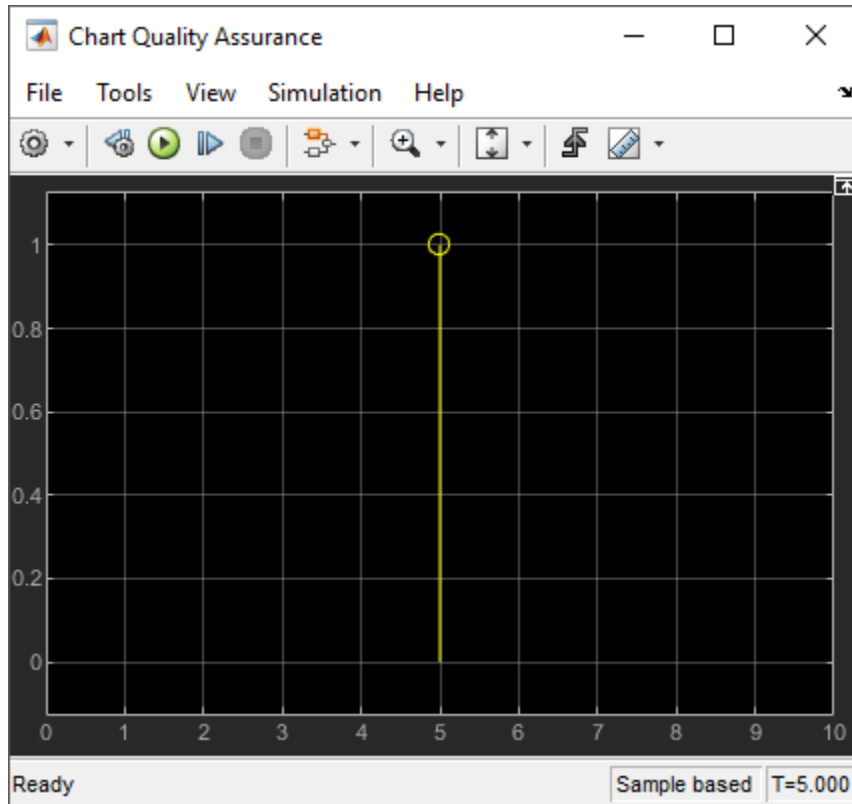 Chart Quality Assurance
File Tools View Simulation Help
1
0.8
0.6
0.4
0.2
0
0 1 2 3 4 5 6 7 8 9 10
Ready Sample based T=5.000